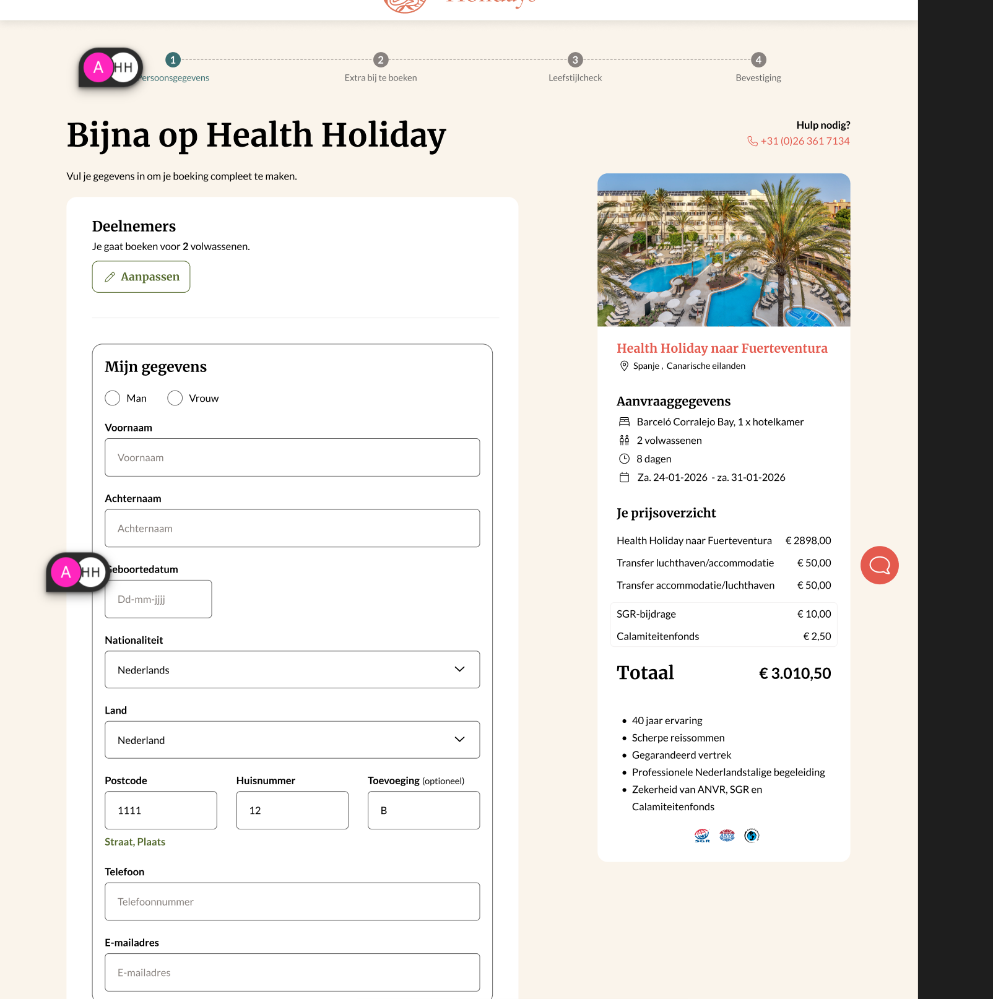 Holidays
1
2
3
4
A HH
Persoonsgegevens
Extra bij te boeken
Leefstijlcheck
Bevestiging
Bijna op Health Holiday
Hulp nodig?
+31 (0)26 361 7134
Vul je gegevens in om je boeking compleet te maken.
Deelnemers
Je gaat boeken voor 2 volwassenen.
Aanpassen
Mijn gegevens
Man
Vrouw
Voornaam
Voornaam
Achternaam
Achternaam
A HH
Geboortedatum
Dd-mm-jjjj
Nationaliteit
Nederlands
Land
Nederland
Postcode
Huisnummer
Toevoeging (optioneel)
1111
12
B
Straat, Plaats
Telefoon
Telefoonnummer
E-mailadres
E-mailadres
Health Holiday naar Fuerteventura
Spanje , Canarische eilanden
Aanvraaggegevens
Barceló Corralejo Bay, 1 x hotelkamer
2 volwassenen
8 dagen
Za. 24-01-2026 - za. 31-01-2026
Je prijsoverzicht
Health Holiday naar Fuerteventura € 2898,00
Transfer luchthaven/accommodatie € 50,00
Transfer accommodatie/luchthaven € 50,00
SGR-bijdrage € 10,00
Calamiteitenfonds € 2,50
Totaal € 3.010,50
• 40 jaar ervaring
• Scherpe reissommen
• Gegarandeerd vertrek
• Professionele Nederlandstalige begeleiding
• Zekerheid van ANVR, SGR en
Calamiteitenfonds
SGR
ANVR